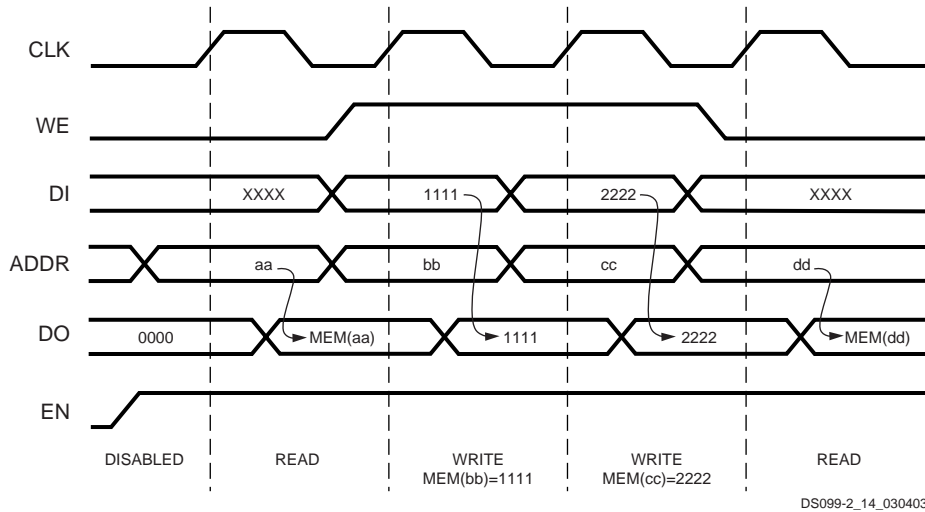 CLK
WE
DI XXXX 1111 2222 XXXX
ADDR aa bb cc dd
DO 0000 MEM(aa) 1111 2222 MEM(dd)
EN
DISABLED READ WRITE WRITE READ
MEM(bb)=1111 MEM(cc)=2222
DS099-2_14_030403